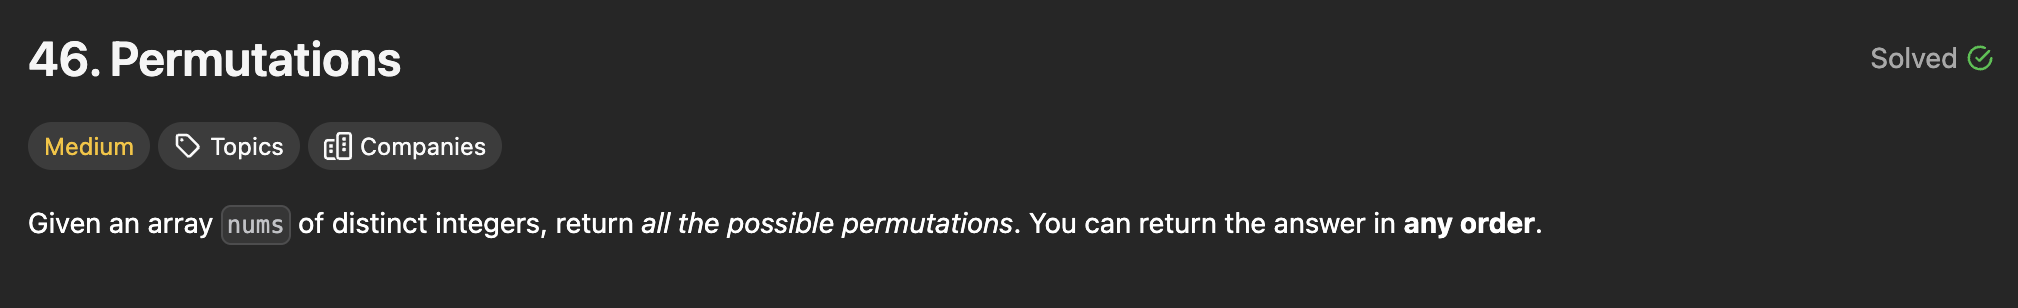 46. Permutations
Solved
Medium
Topics
Companies
Given an array nums of distinct integers, return all the possible permutations. You can return the answer in any order.